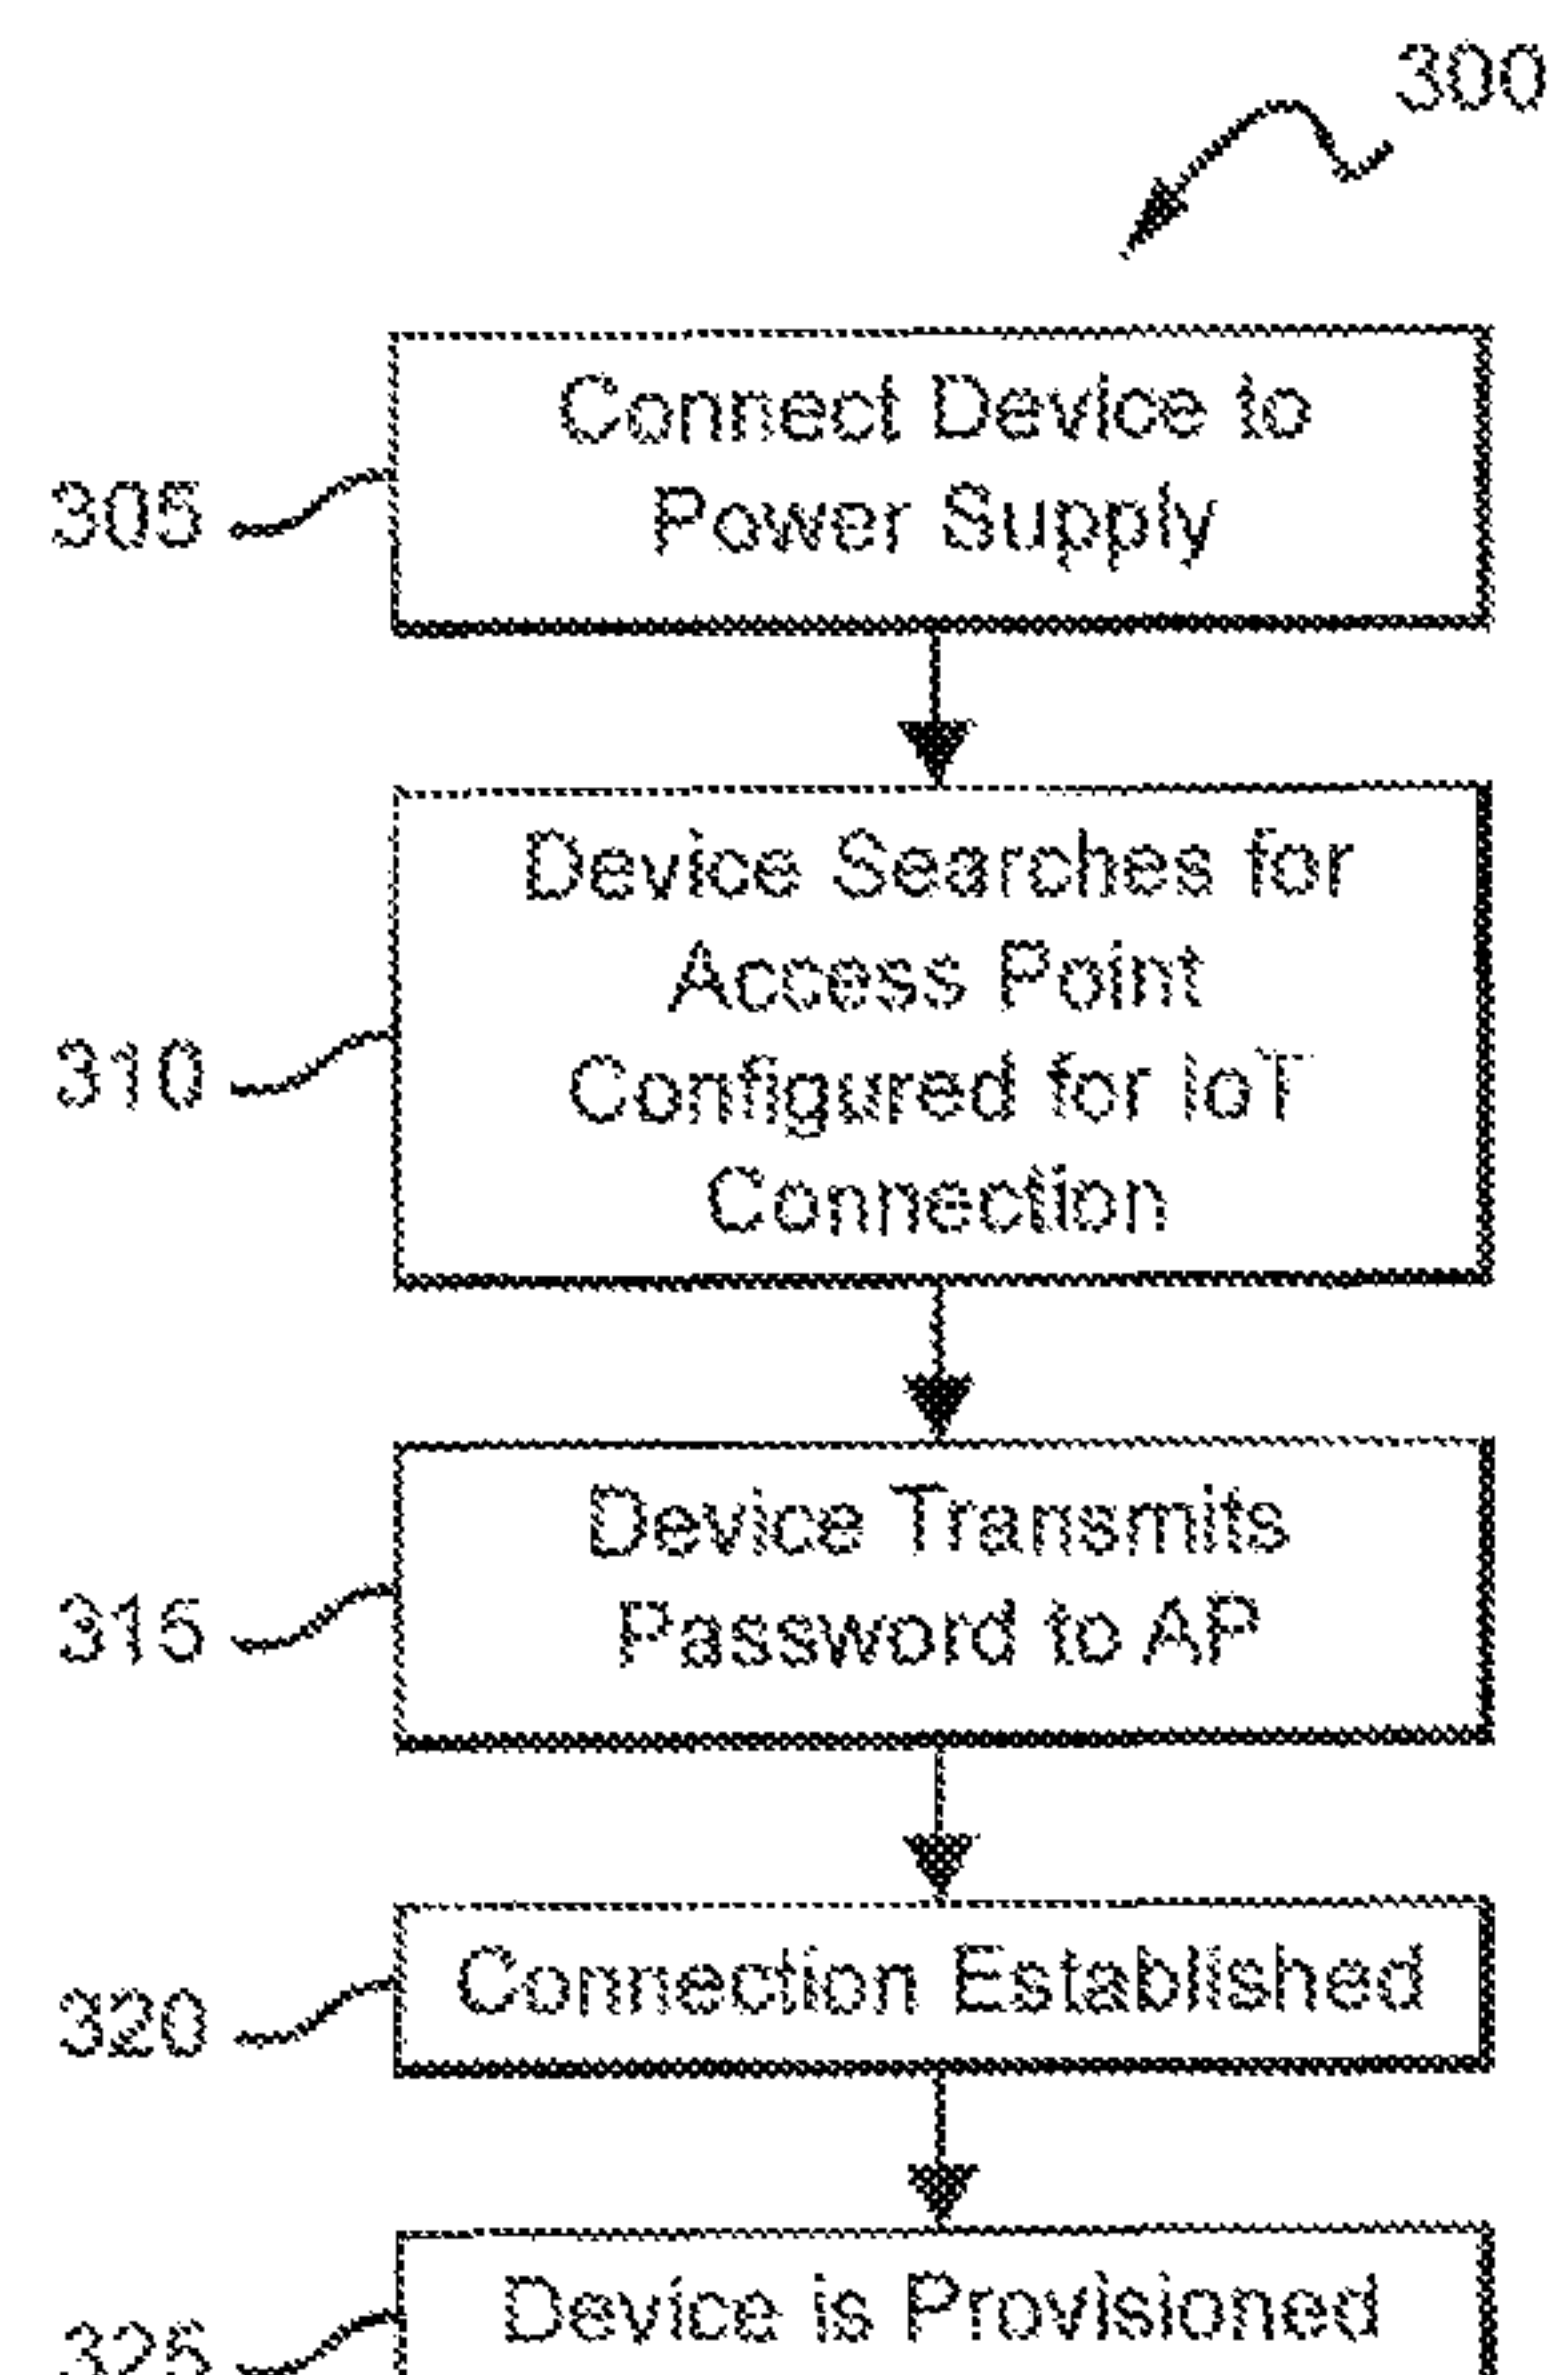 300
Connect Device to
Power Supply
305
Device Searches for
Access Point
Configured for IoT
Connection
310
Device Transmits
Password to AP
315
Connection Established
320
Device is Provisioned
325